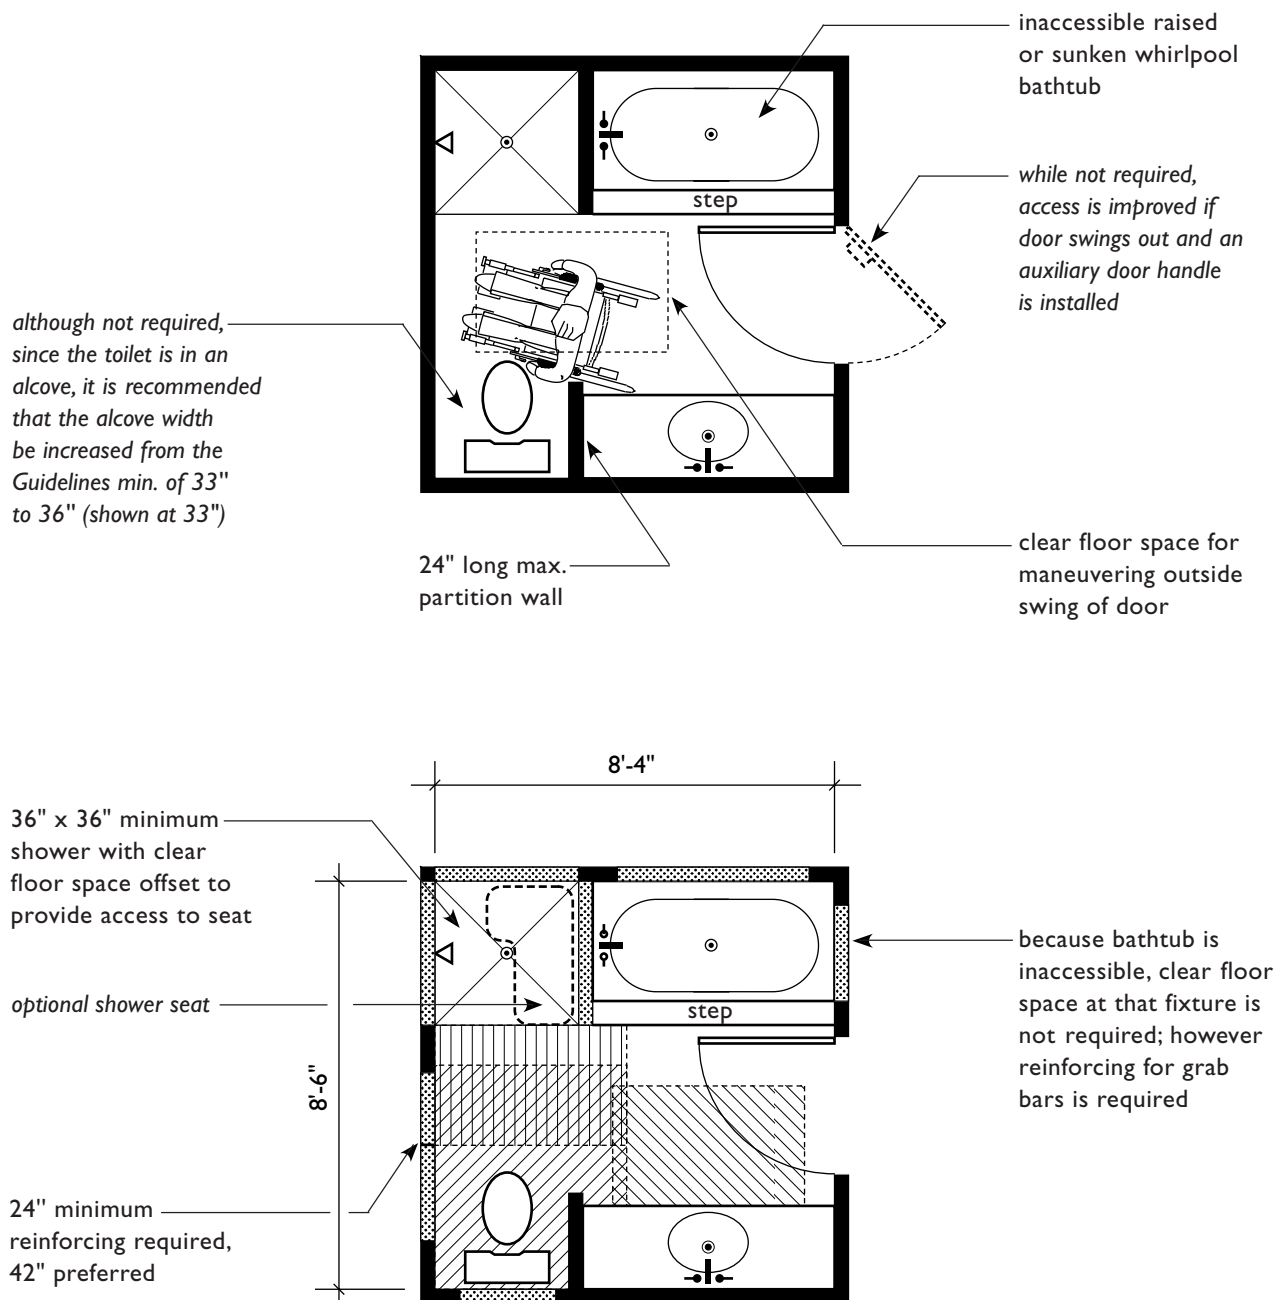 inaccessible raised
or sunken whirlpool
bathtub
step
while not required,
access is improved if
door swings out and an
auxiliary door handle
is installed
although not required,
since the toilet is in an
alcove, it is recommended
that the alcove width
be increased from the
Guidelines min. of 33"
to 36" (shown at 33")
24" long max.
partition wall
clear floor space for
maneuvering outside
swing of door
8'-4"
36" x 36" minimum
shower with clear
floor space offset to
provide access to seat
optional shower seat
step
because bathtub is
inaccessible, clear floor
space at that fixture is
not required; however
reinforcing for grab
bars is required
8'-6"
24" minimum
reinforcing required,
42" preferred